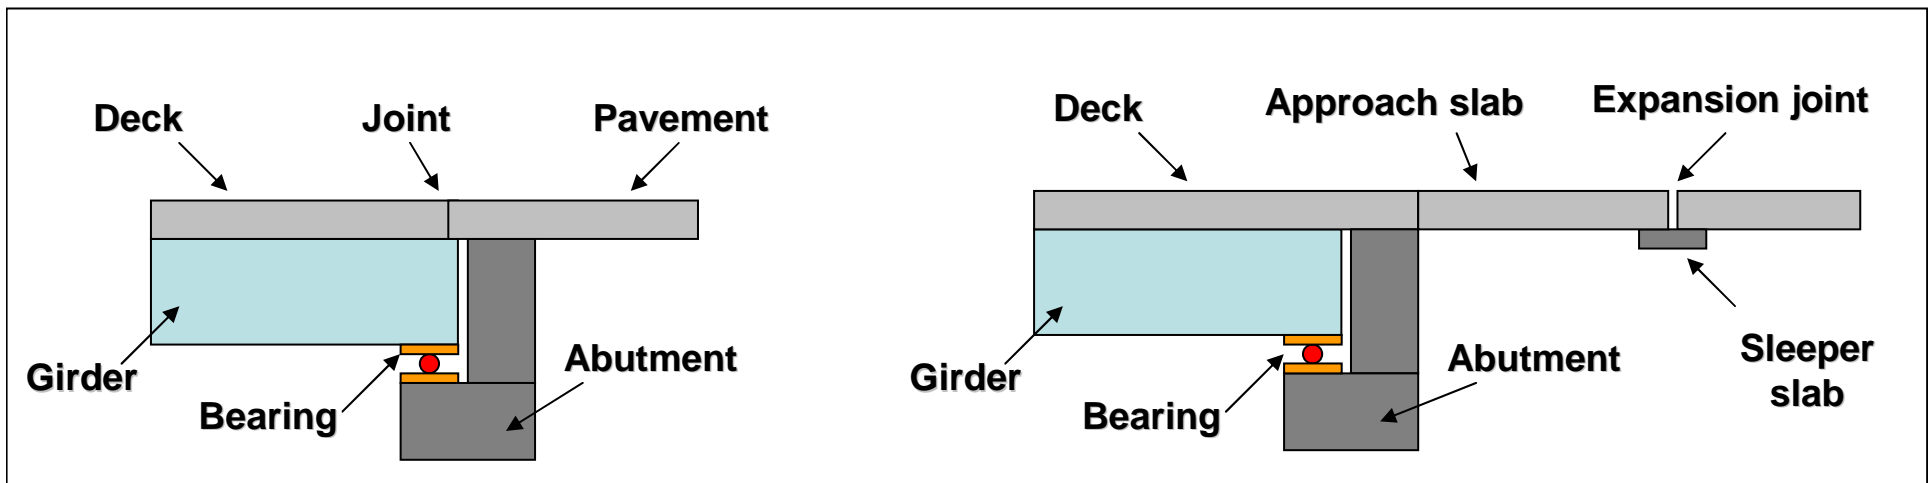 Deck
Joint
Pavement
Girder
Bearing
Abutment
Deck
Approach slab
Expansion joint
Girder
Bearing
Abutment
Sleeper
slab